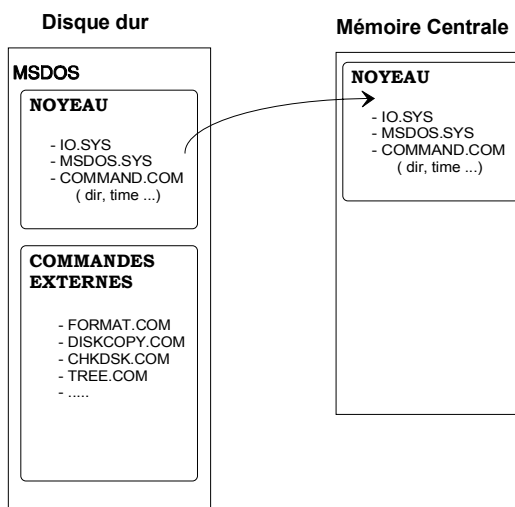 Disque dur
MSDOS
NOYEAU
- IO.SYS
- MSDOS.SYS
- COMMAND.COM
( dir, time ...)
COMMANDES
EXTERNES
- FORMAT.COM
- DISKCOPY.COM
- CHKDSK.COM
- TREE.COM
- .....
Mémoire Centrale
NOYEAU
- IO.SYS
- MSDOS.SYS
- COMMAND.COM
( dir, time ...)